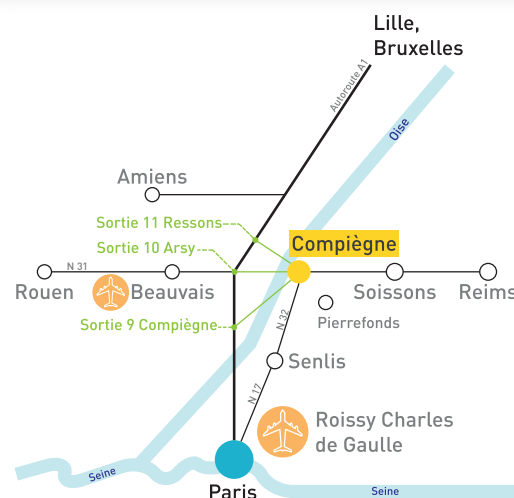 Lille,
Bruxelles
Autoroute A1
Oise
Amiens
Sortie 11 Ressons
Compiègne
Sortie 10 Arsy
N 31
Rouen
Beauvais
Soissons
Reims
Pierrefonds
Sortie 9 Compiègne
N 32
Senlis
N 17
Roissy Charles
de Gaulle
Seine
Paris
Seine